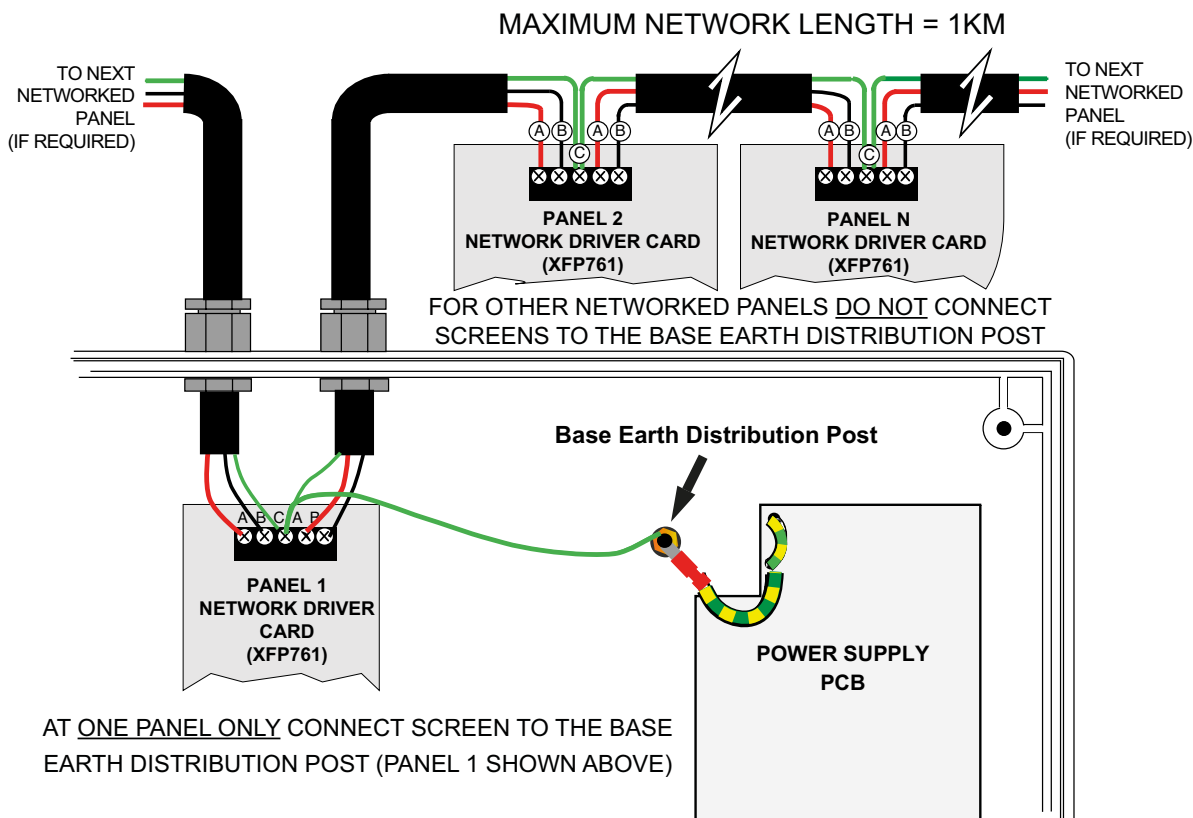 MAXIMUM NETWORK LENGTH = 1KM
TO NEXT
NETWORKED
PANEL
(IF REQUIRED)
TO NEXT
NETWORKED
PANEL
(IF REQUIRED)
A B C A B
A B C A B
PANEL 2
NETWORK DRIVER CARD
(XFP761)
PANEL N
NETWORK DRIVER CARD
(XFP761)
FOR OTHER NETWORKED PANELS DO NOT CONNECT
SCREENS TO THE BASE EARTH DISTRIBUTION POST
Base Earth Distribution Post
A B C A B
PANEL 1
NETWORK DRIVER
CARD
(XFP761)
POWER SUPPLY
PCB
AT ONE PANEL ONLY CONNECT SCREEN TO THE BASE
EARTH DISTRIBUTION POST (PANEL 1 SHOWN ABOVE)